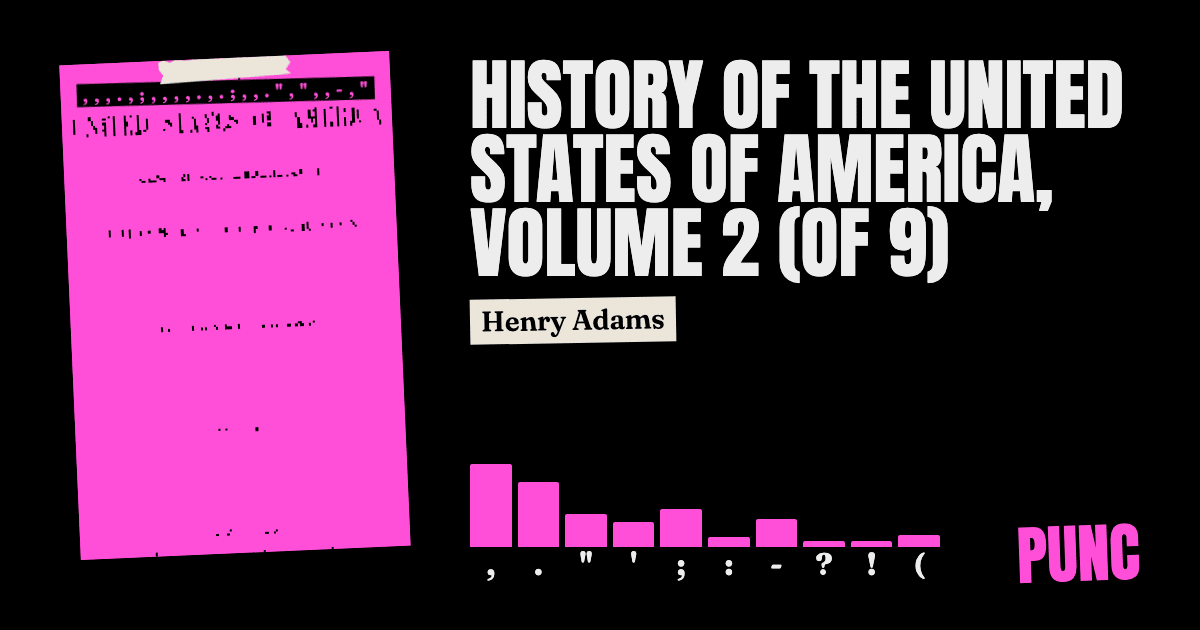 ,,,.,;,,,,.,.;,,.",",,-,"
HISTORY OF THE UNITED
STATES OF AMERICA,
VOLUME 2 (OF 9)
Henry Adams
, . " ' ; : - ? ! (
PUNC